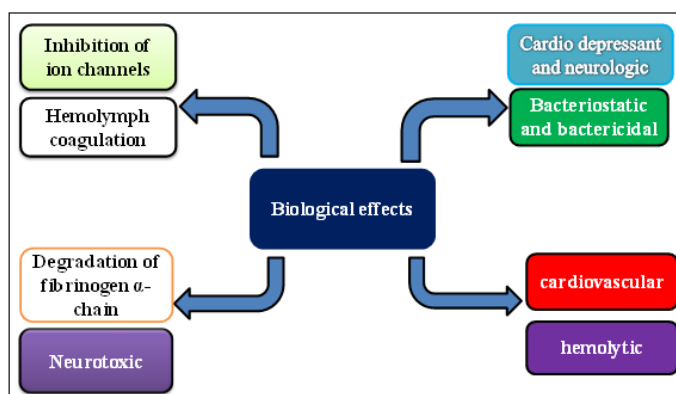 Inhibition of
ion channels
Hemolymph
coagulation
Cardio depressant
and neurologic
Bacteriostatic
and bactericidal
Biological effects
Degradation of
fibrinogen α-
chain
Neurotoxic
cardiovascular
hemolytic